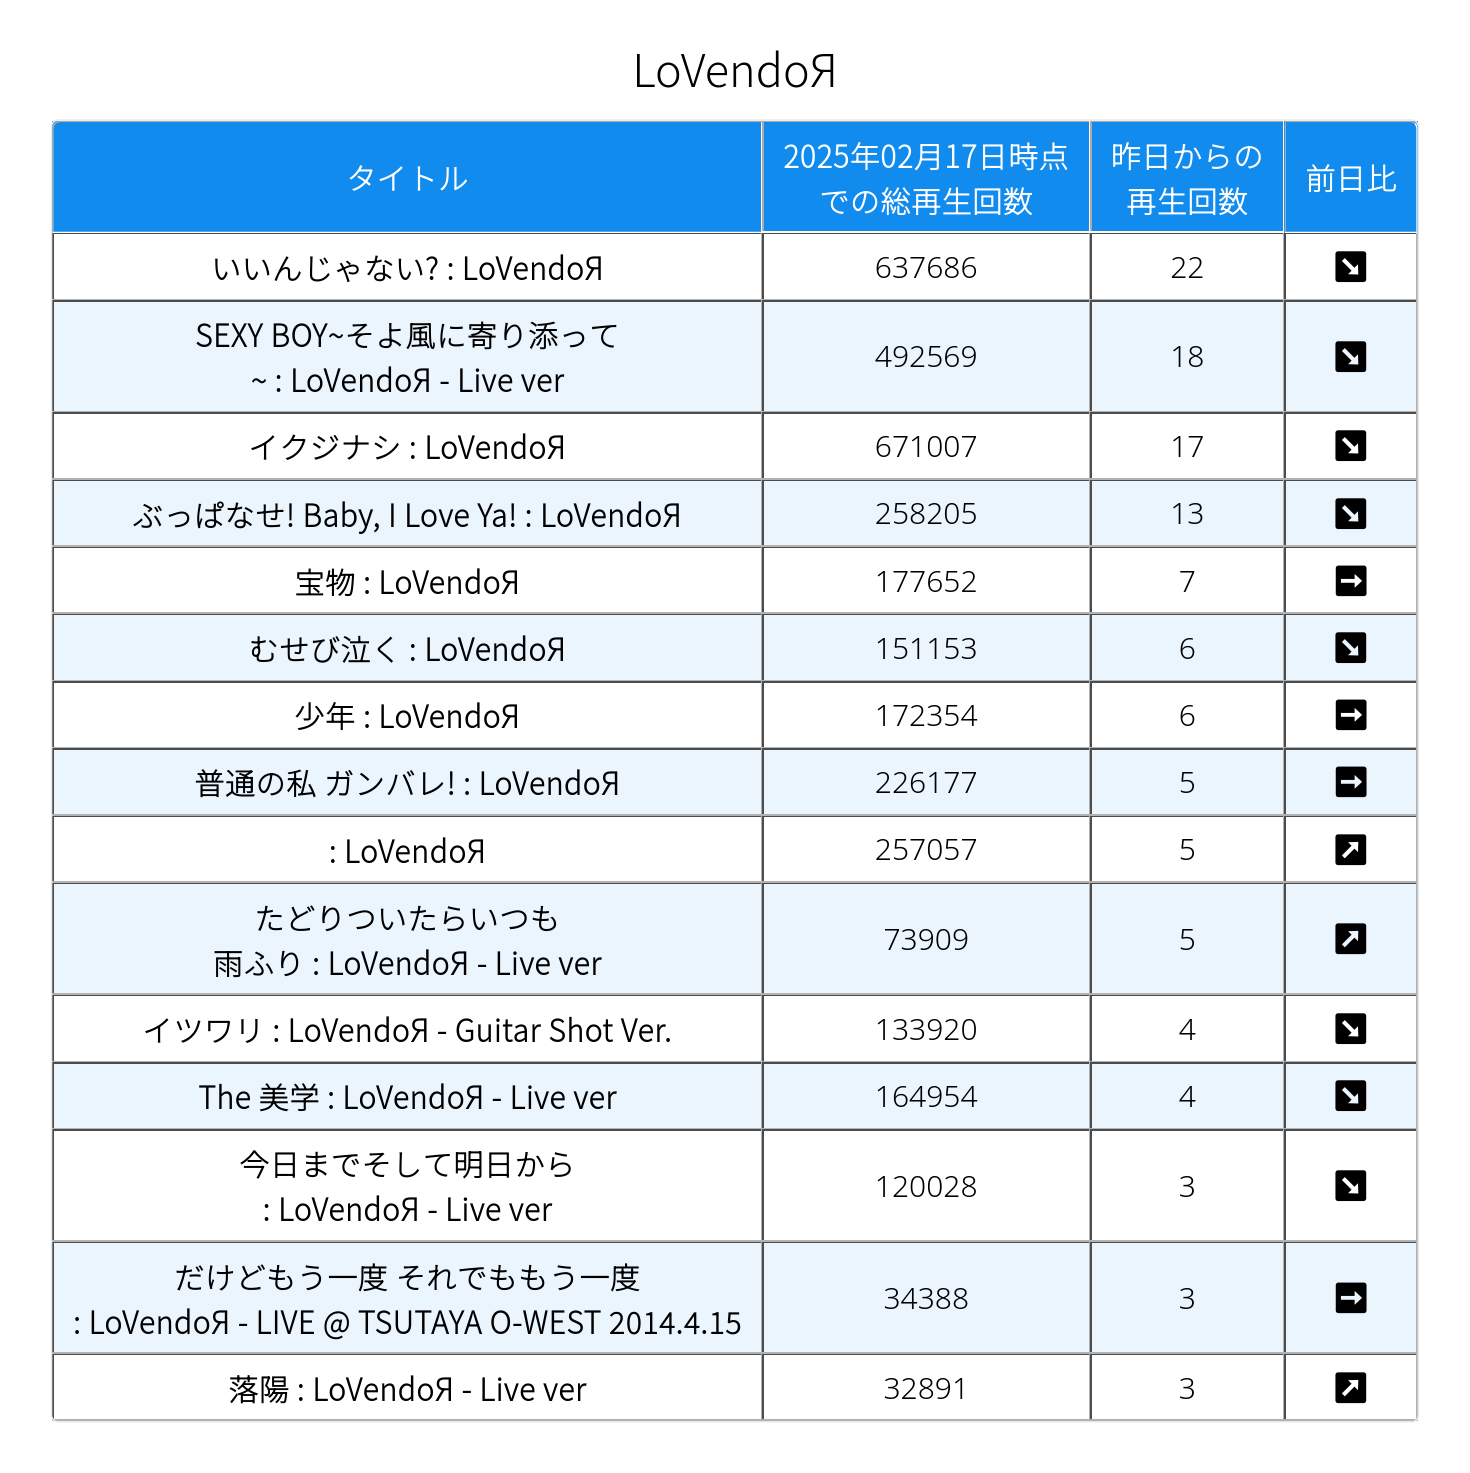 LoVendoЯ
タイトル
2025年02月17日時点
での総再生回数
昨日からの
再生回数
前日比
いいんじゃない? : LoVendoЯ 637686 22 ↘
SEXY BOY~そよ風に寄り添って
~ : LoVendoЯ - Live ver 492569 18 ↘
イクジナシ : LoVendoЯ 671007 17 ↘
ぶっぱなせ! Baby, I Love Ya! : LoVendoЯ 258205 13 ↘
宝物 : LoVendoЯ 177652 7 →
むせび泣く : LoVendoЯ 151153 6 ↘
少年 : LoVendoЯ 172354 6 →
普通の私 ガンバレ! : LoVendoЯ 226177 5 →
: LoVendoЯ 257057 5 ↗
たどりついたらいつも
雨ふり : LoVendoЯ - Live ver 73909 5 ↗
イツワリ : LoVendoЯ - Guitar Shot Ver. 133920 4 ↘
The 美学 : LoVendoЯ - Live ver 164954 4 ↘
今日までそして明日から
: LoVendoЯ - Live ver 120028 3 ↘
だけどもう一度 それでももう一度
: LoVendoЯ - LIVE @ TSUTAYA O-WEST 2014.4.15 34388 3 →
落陽 : LoVendoЯ - Live ver 32891 3 ↗